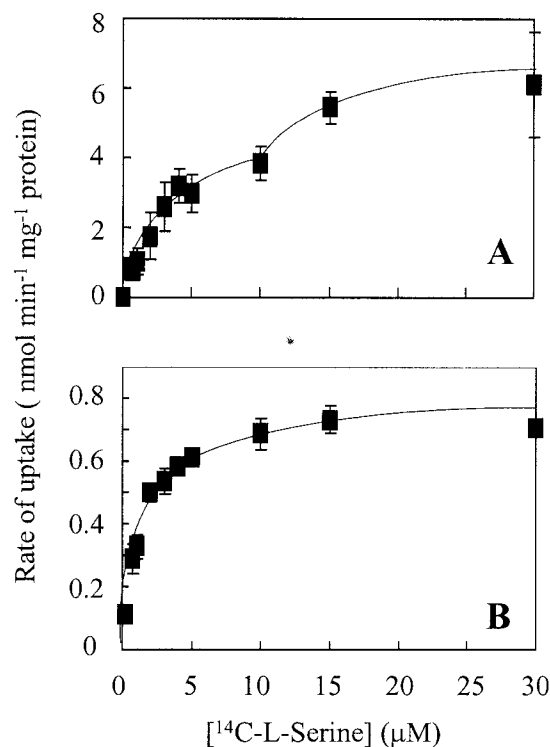 8
6
4
2
0
A
Rate of uptake ( nmol min-1 mg-1 protein)
0.8
0.6
0.4
0.2
0
B
0 5 10 15 20 25 30
[14C-L-Serine] (μM)